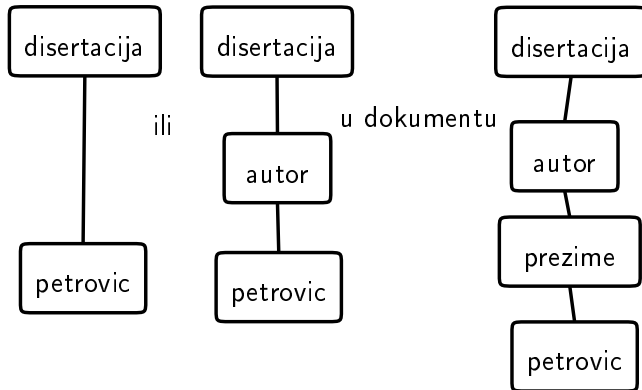 disertacija
petrovic
ili
disertacija
autor
petrovic
u dokumentu
disertacija
autor
prezime
petrovic